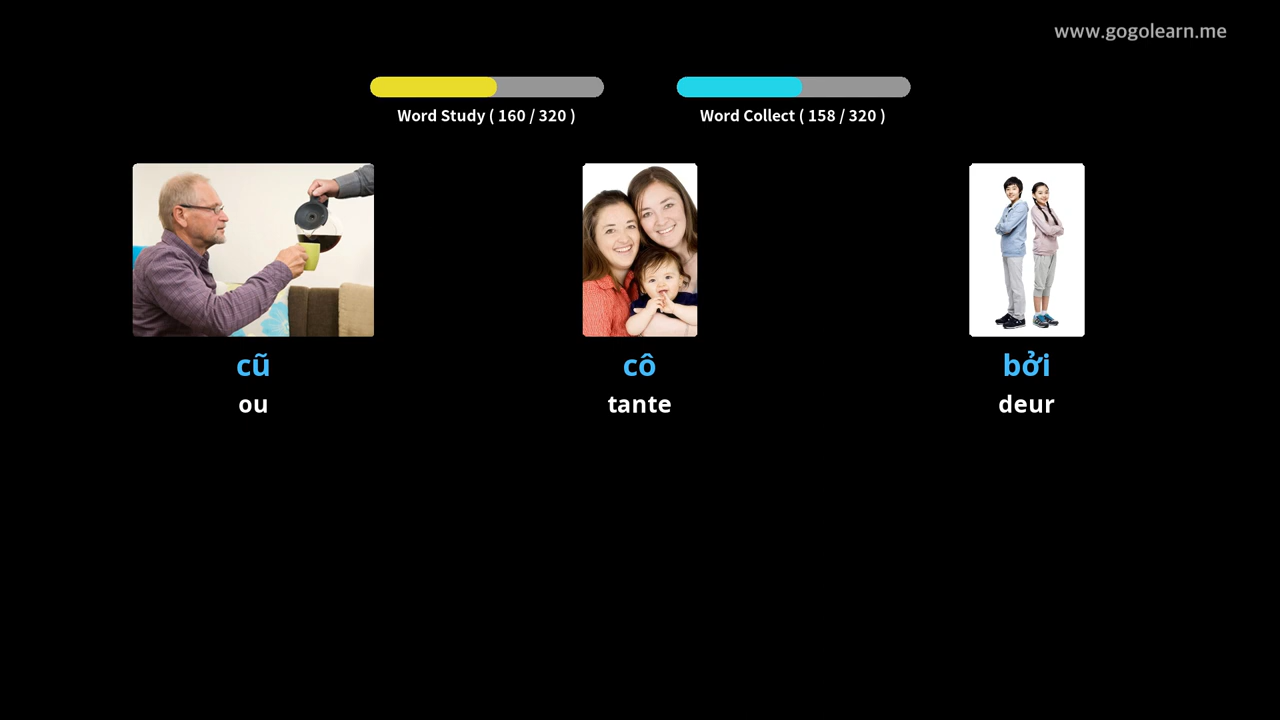 www.gogolearn.me
Word Study ( 160 / 320 )
Word Collect ( 158 / 320 )
cũ
cô
bởi
ou
tante
deur